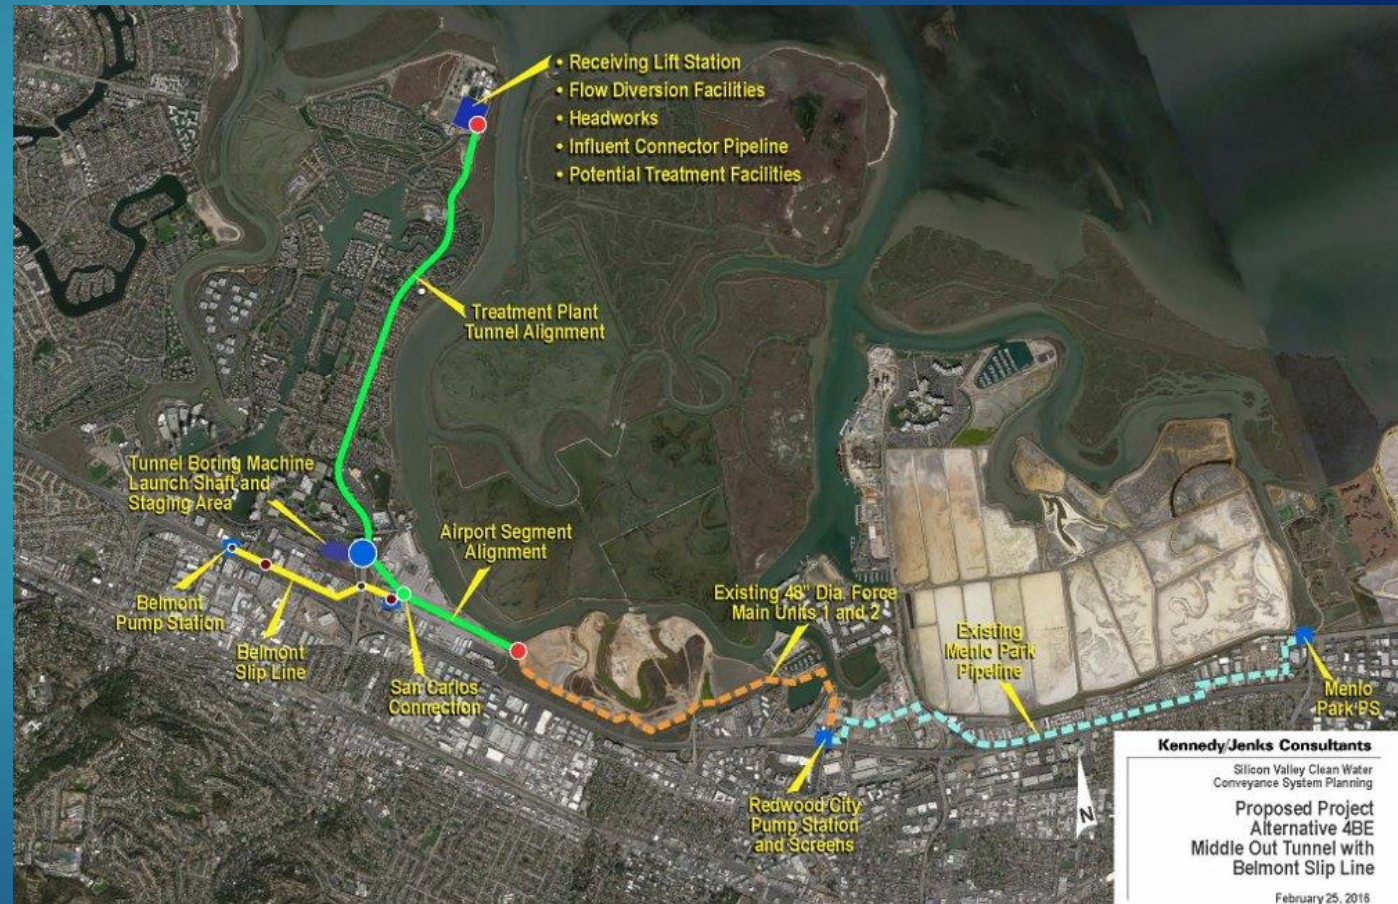 • Receiving Lift Station
• Flow Diversion Facilities
• Headworks
• Influent Connector Pipeline
• Potential Treatment Facilities
Treatment Plant
Tunnel Alignment
Tunnel Boring Machine
Launch Shaft and
Staging Area
Airport Segment
Alignment
Belmont
Pump Station
Belmont
Slip Line
San Carlos
Connection
Existing 48" Dia. Force
Main Units 1 and 2
Existing
Menlo Park
Pipeline
Menlo
Park PS
Redwood City
Pump Station
and Screens
N
Kennedy/Jenks Consultants
Silicon Valley Clean Water
Conveyance System Planning
Proposed Project
Alternative 4BE
Middle Out Tunnel with
Belmont Slip Line
February 25, 2016